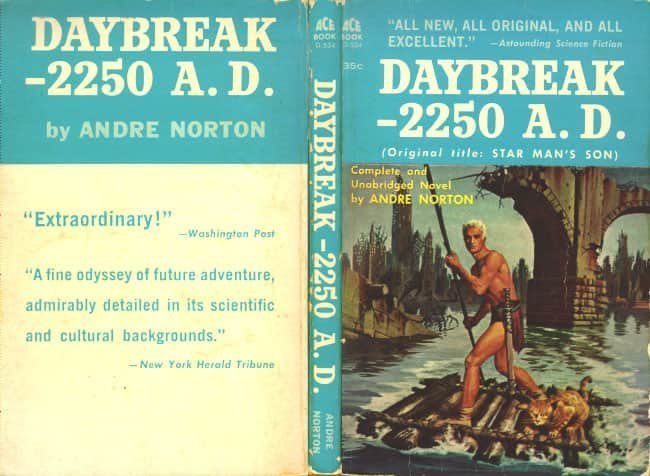 DAYBREAK
-2250 A. D.
by ANDRE NORTON
"Extraordinary!"
—Washington Post
"A fine odyssey of future adventure,
admirably detailed in its scientific
and cultural backgrounds."
—New York Herald Tribune
ACE
BOOK
D-534
DAYBREAK -2250 A. D.
ANDRE
NORTON
ACE
BOOK
D-534
35c
"ALL NEW, ALL ORIGINAL, AND ALL
EXCELLENT." —Astounding Science Fiction
DAYBREAK
-2250 A. D.
(Original title: STAR MAN'S SON)
Complete and
Unabridged Novel
by ANDRE NORTON